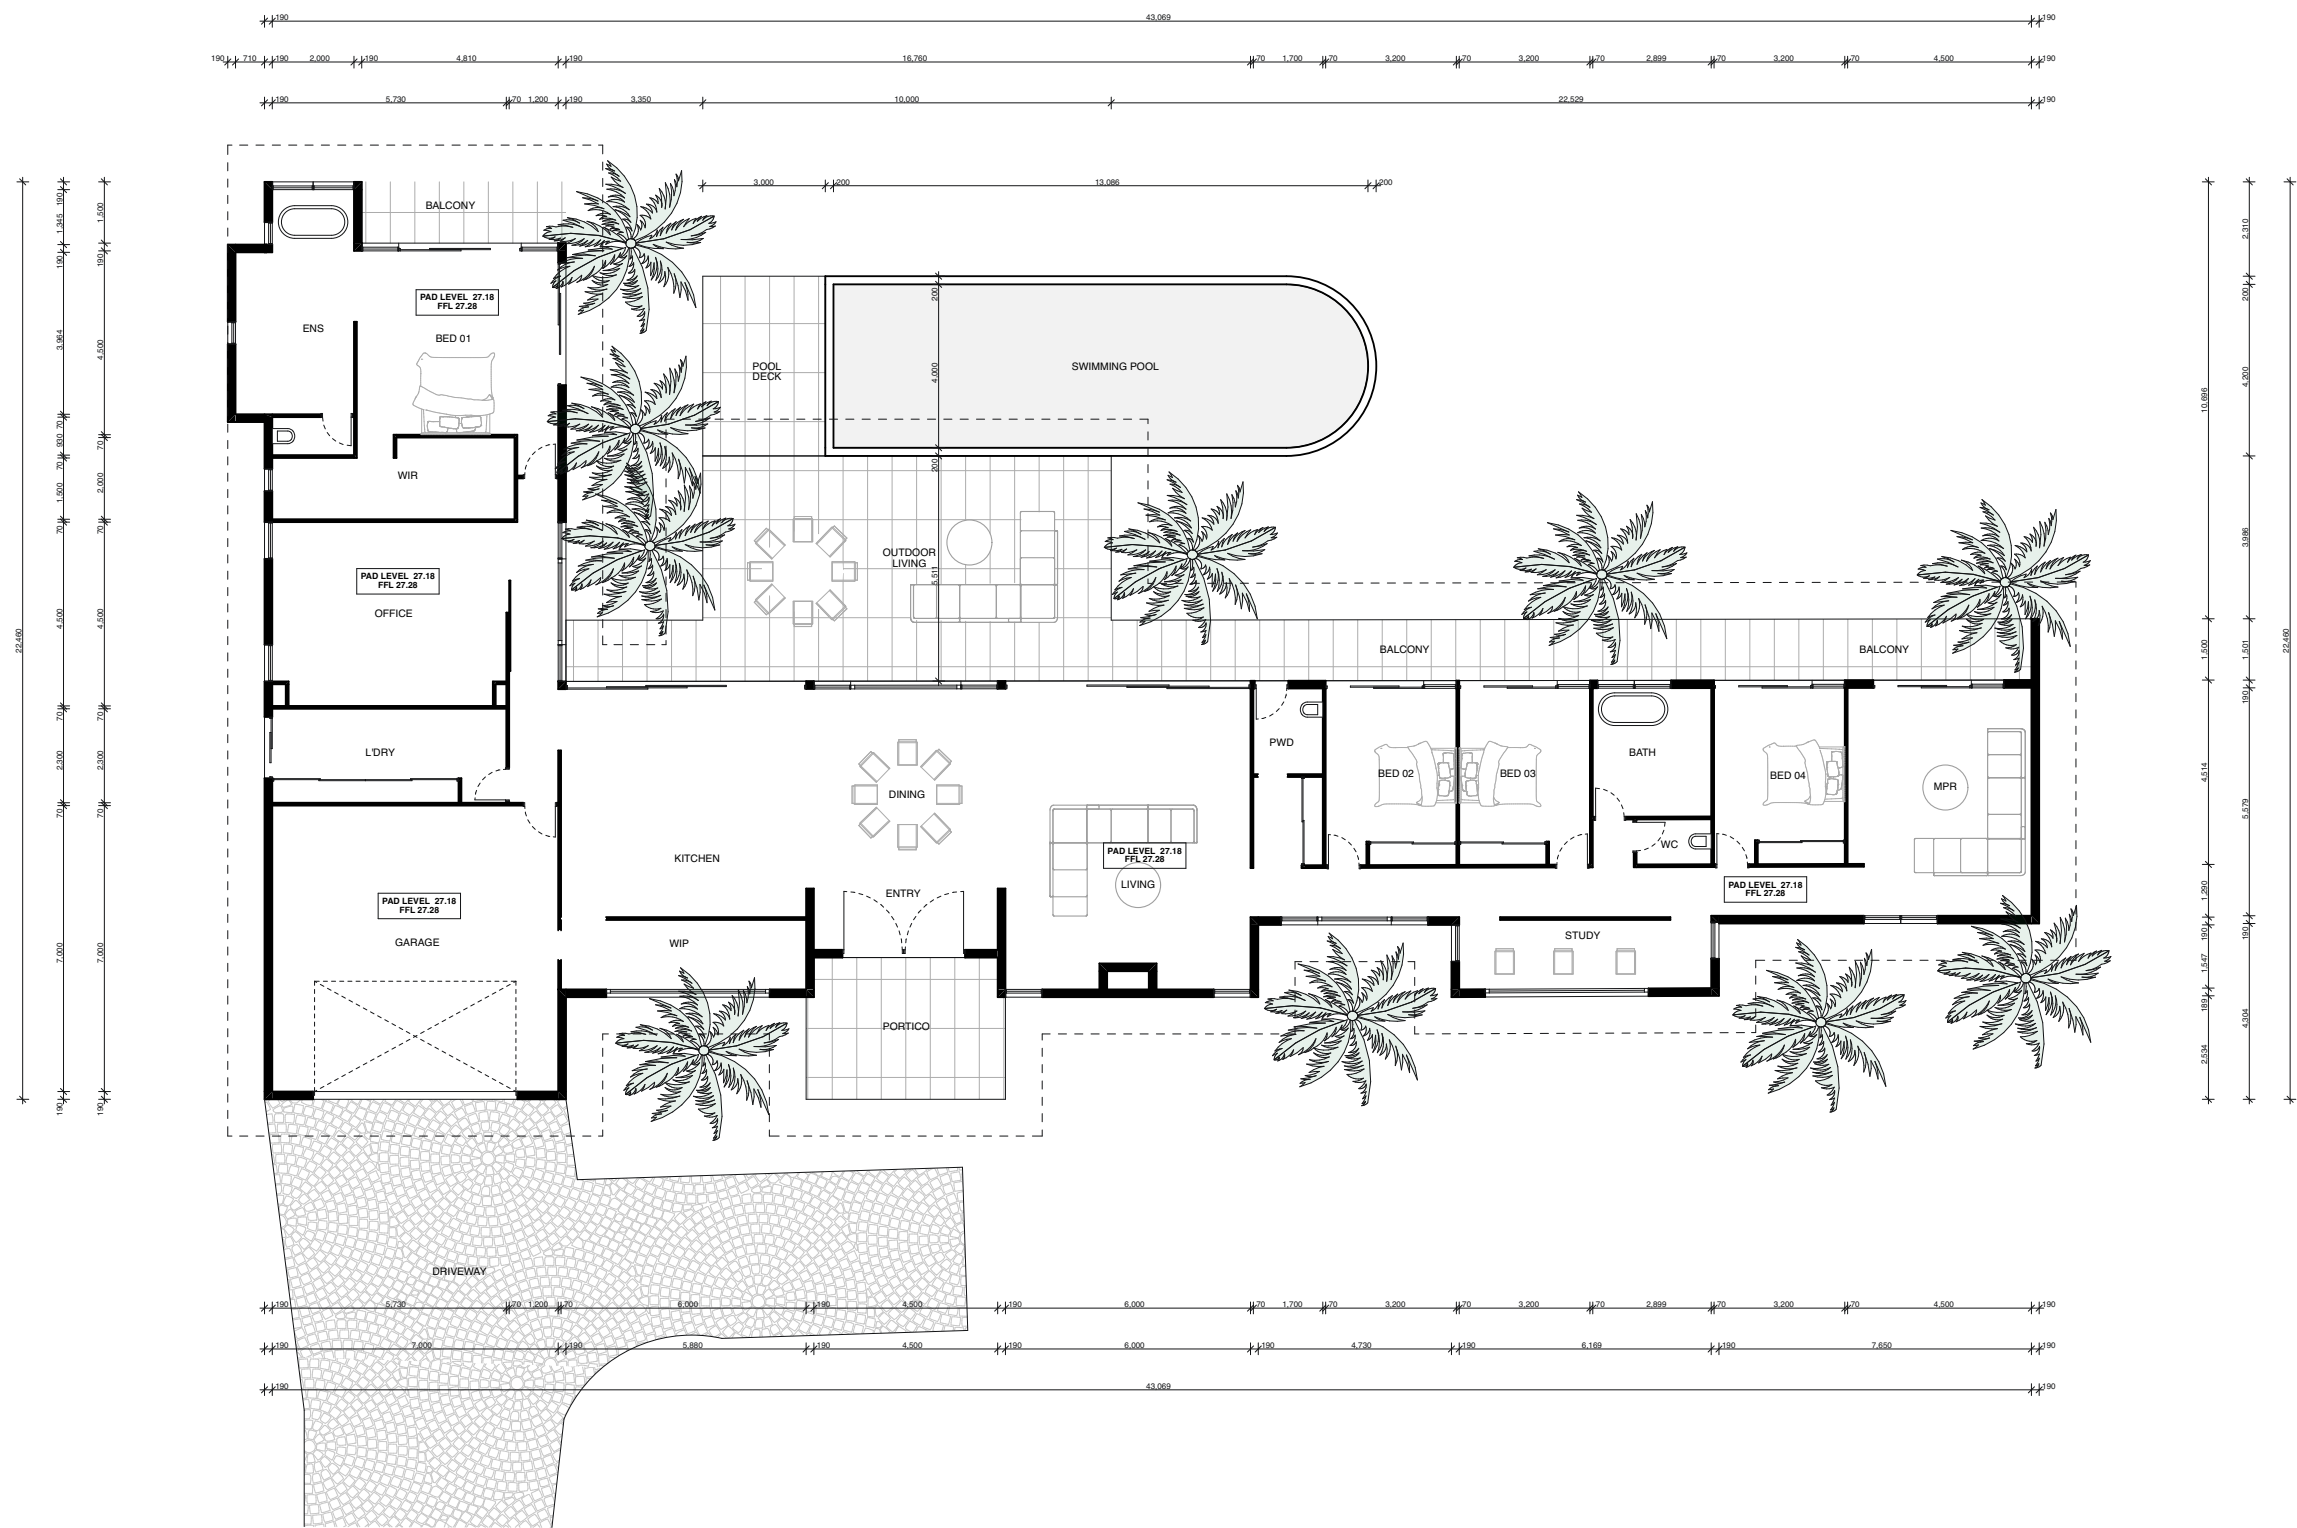 190 43,069 190
190 710 190 2,000 190 4,810 190 16,760 70 1,700 70 3,200 70 3,200 70 2,899 70 3,200 70 4,500 190
190 5,730 70 1,200 190 3,350 10,000 22,529 190
3,000 200 13,086 200
22,460
190 1,345 190 3,964 70 930 70 1,500 70 4,500 70 2,300 70 7,000 190
1,500 190 4,500 70 2,000 70 4,500 70 2,300 70 7,000 190
BALCONY
PAD LEVEL 27.18
FFL 27.28
ENS
BED 01
WIR
POOL
DECK
SWIMMING POOL
200
4,000
200
5,511
OUTDOOR
LIVING
PAD LEVEL 27.18
FFL 27.28
OFFICE
BALCONY
BALCONY
L'DRY
PWD
BED 02
BED 03
BATH
BED 04
MPR
DINING
KITCHEN
PAD LEVEL 27.18
FFL 27.28
LIVING
WC
ENTRY
PAD LEVEL 27.18
FFL 27.28
PAD LEVEL 27.18
FFL 27.28
GARAGE
WIP
STUDY
PORTICO
DRIVEWAY
10,696 1,500 4,514 1,290 190 1,547 189 2,534
2,310 200 4,200 3,986 1,501 190 5,579 190 4,304
22,460
190 5,730 70 1,200 70 6,000 190 4,500 190 6,000 70 1,700 70 3,200 70 3,200 70 2,899 70 3,200 70 4,500 190
190 7,000 190 5,880 190 4,500 190 6,000 190 4,730 190 6,169 190 7,650 190
190 43,069 190